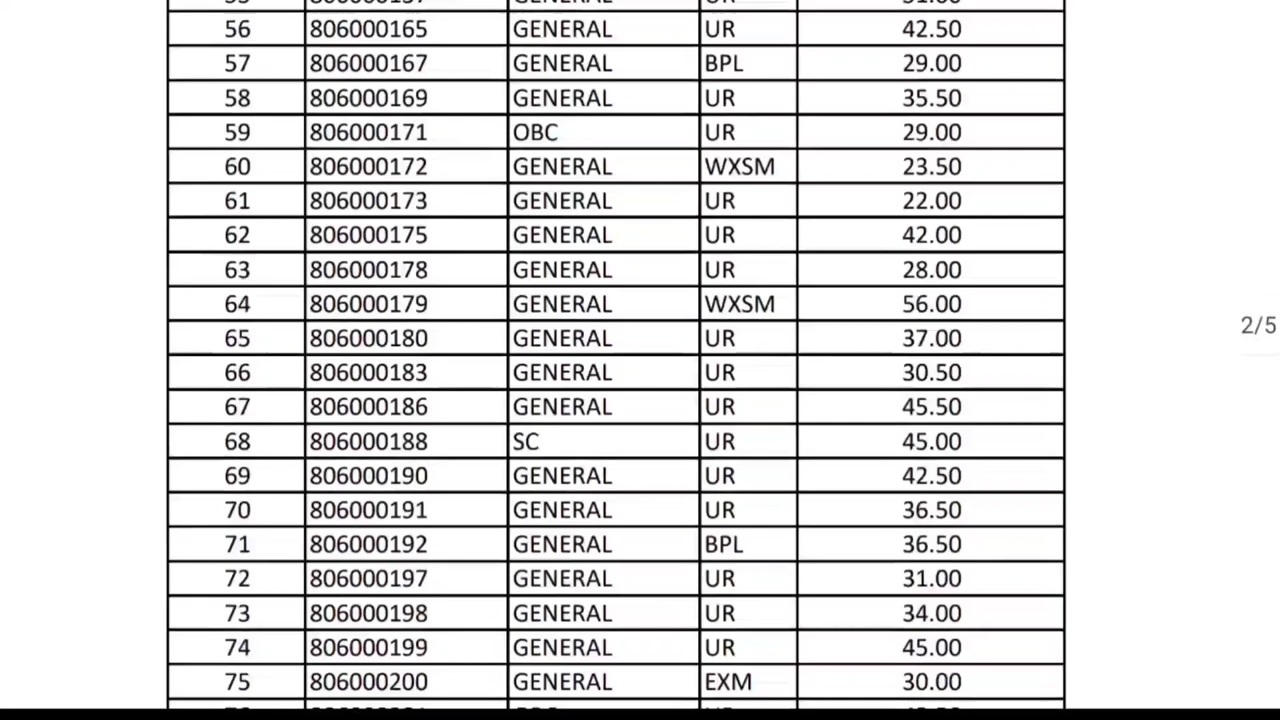 56 806000165 GENERAL UR 42.50
57 806000167 GENERAL BPL 29.00
58 806000169 GENERAL UR 35.50
59 806000171 OBC UR 29.00
60 806000172 GENERAL WXSM 23.50
61 806000173 GENERAL UR 22.00
62 806000175 GENERAL UR 42.00
63 806000178 GENERAL UR 28.00
64 806000179 GENERAL WXSM 56.00
2/5
65 806000180 GENERAL UR 37.00
66 806000183 GENERAL UR 30.50
67 806000186 GENERAL UR 45.50
68 806000188 SC UR 45.00
69 806000190 GENERAL UR 42.50
70 806000191 GENERAL UR 36.50
71 806000192 GENERAL BPL 36.50
72 806000197 GENERAL UR 31.00
73 806000198 GENERAL UR 34.00
74 806000199 GENERAL UR 45.00
75 806000200 GENERAL EXM 30.00